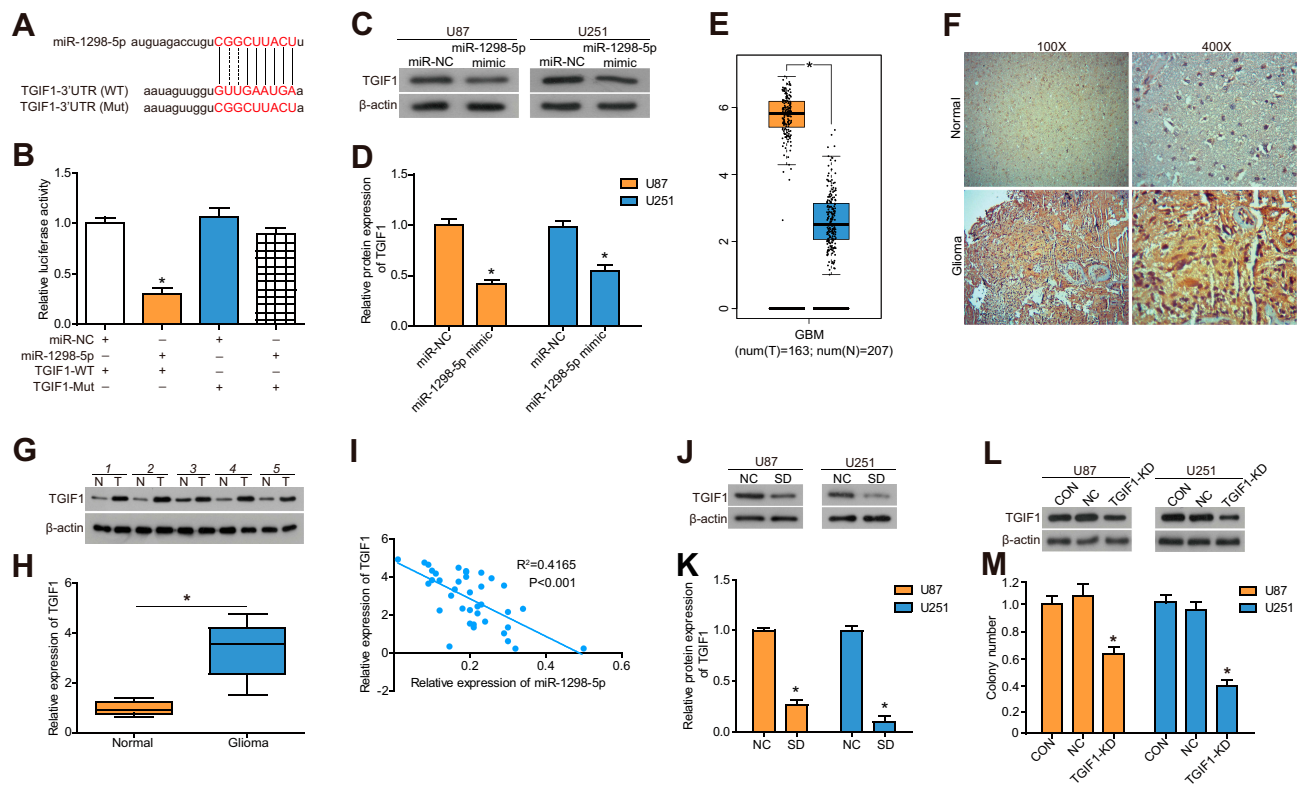 A
miR-1298-5p auguagaccuguCGGCUUACUu
TGIF1-3'UTR (WT) aauaguuggugGUUGAAUGAa
TGIF1-3'UTR (Mut) aauaguugguCGGCUUACUa
B
Relative luciferase activity
1.5
1.0
0.5
0.0
miR-NC + − + −
miR-1298-5p − + − +
TGIF1-WT + + − −
TGIF1-Mut − − + +
C
U87 U251
miR-NC miR-1298-5p mimic miR-NC miR-1298-5p mimic
TGIF1
β-actin
D
Relative protein expression
of TGIF1
1.5
1.0
0.5
0.0
* *
miR-NC miR-1298-5p mimic miR-NC miR-1298-5p mimic
U87
U251
E
*
6
4
2
0
GBM
(num(T)=163; num(N)=207)
F
100X 400X
Normal
Glioma
G
1 2 3 4 5
N T N T N T N T N T
TGIF1
β-actin
H
Relative expression of TGIF1
6
4
2
0
*
Normal Glioma
I
Relative expression of TGIF1
6
4
2
0
-2
0.2 0.4 0.6
R²=0.4165
P<0.001
Relative expression of miR-1298-5p
J
U87 U251
NC SD NC SD
TGIF1
β-actin
K
Relative protein expression
of TGIF1
1.5
1.0
0.5
0.0
* *
NC SD NC SD
U87
U251
L
U87 U251
CON NC TGIF1-KD CON NC TGIF1-KD
TGIF1
β-actin
M
Colony number
1.2
1.0
0.6
0.4
0.2
0
* *
CON NC TGIF1-KD CON NC TGIF1-KD
U87
U251